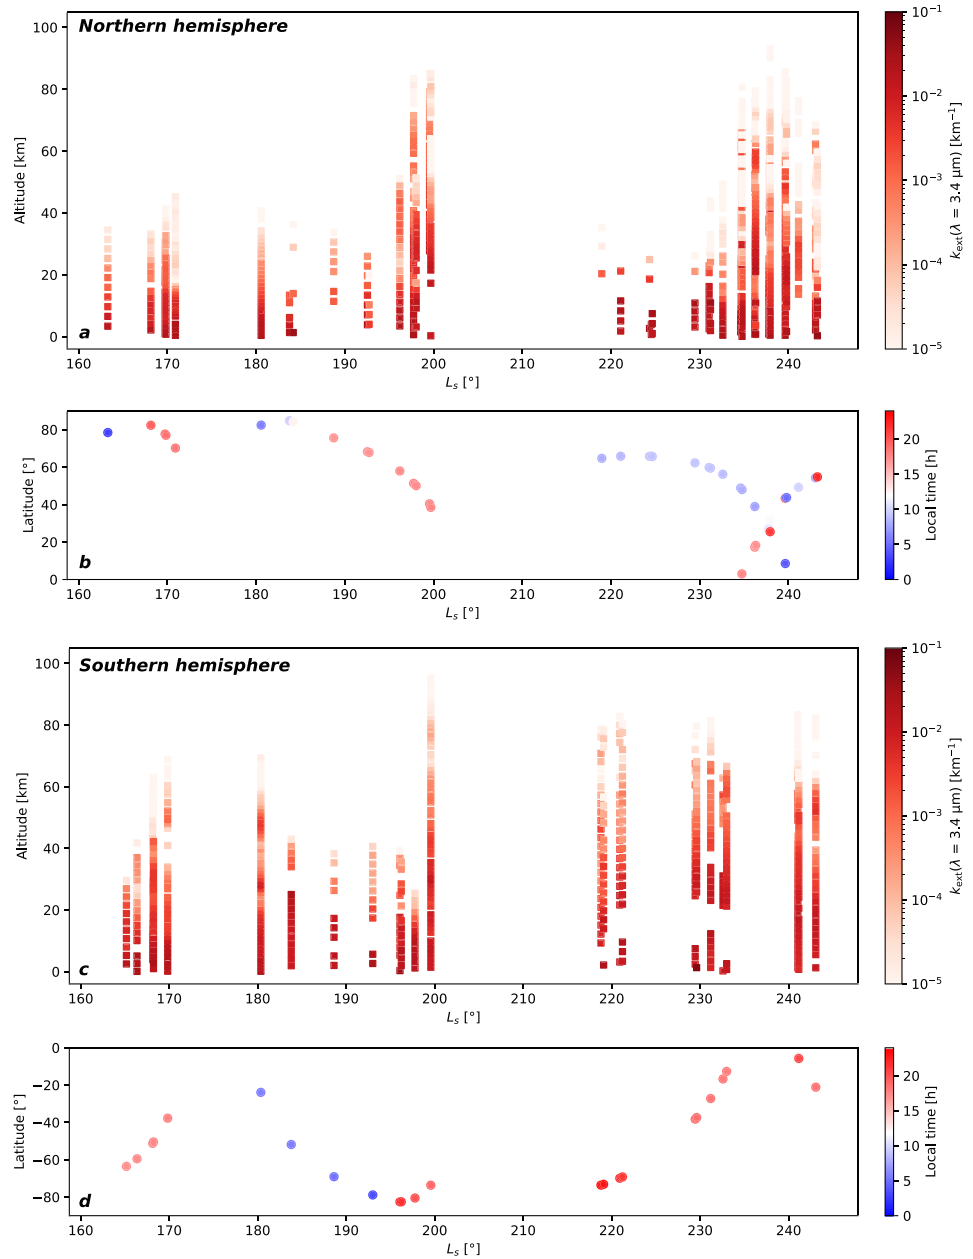 Northern hemisphere
100
80
60
40
20
0
Altitude [km]
a
160 170 180 190 200 210 220 230 240
Lₛ [°]
10⁻¹
10⁻²
10⁻³
10⁻⁴
10⁻⁵
kₑₓₜ(λ = 3.4 μm) [km⁻¹]
80
60
40
20
0
Latitude [°]
b
160 170 180 190 200 210 220 230 240
Lₛ [°]
20
15
10
5
0
Local time [h]
Southern hemisphere
100
80
60
40
20
0
Altitude [km]
c
160 170 180 190 200 210 220 230 240
Lₛ [°]
10⁻¹
10⁻²
10⁻³
10⁻⁴
10⁻⁵
kₑₓₜ(λ = 3.4 μm) [km⁻¹]
0
−20
−40
−60
−80
Latitude [°]
d
160 170 180 190 200 210 220 230 240
Lₛ [°]
20
15
10
5
0
Local time [h]